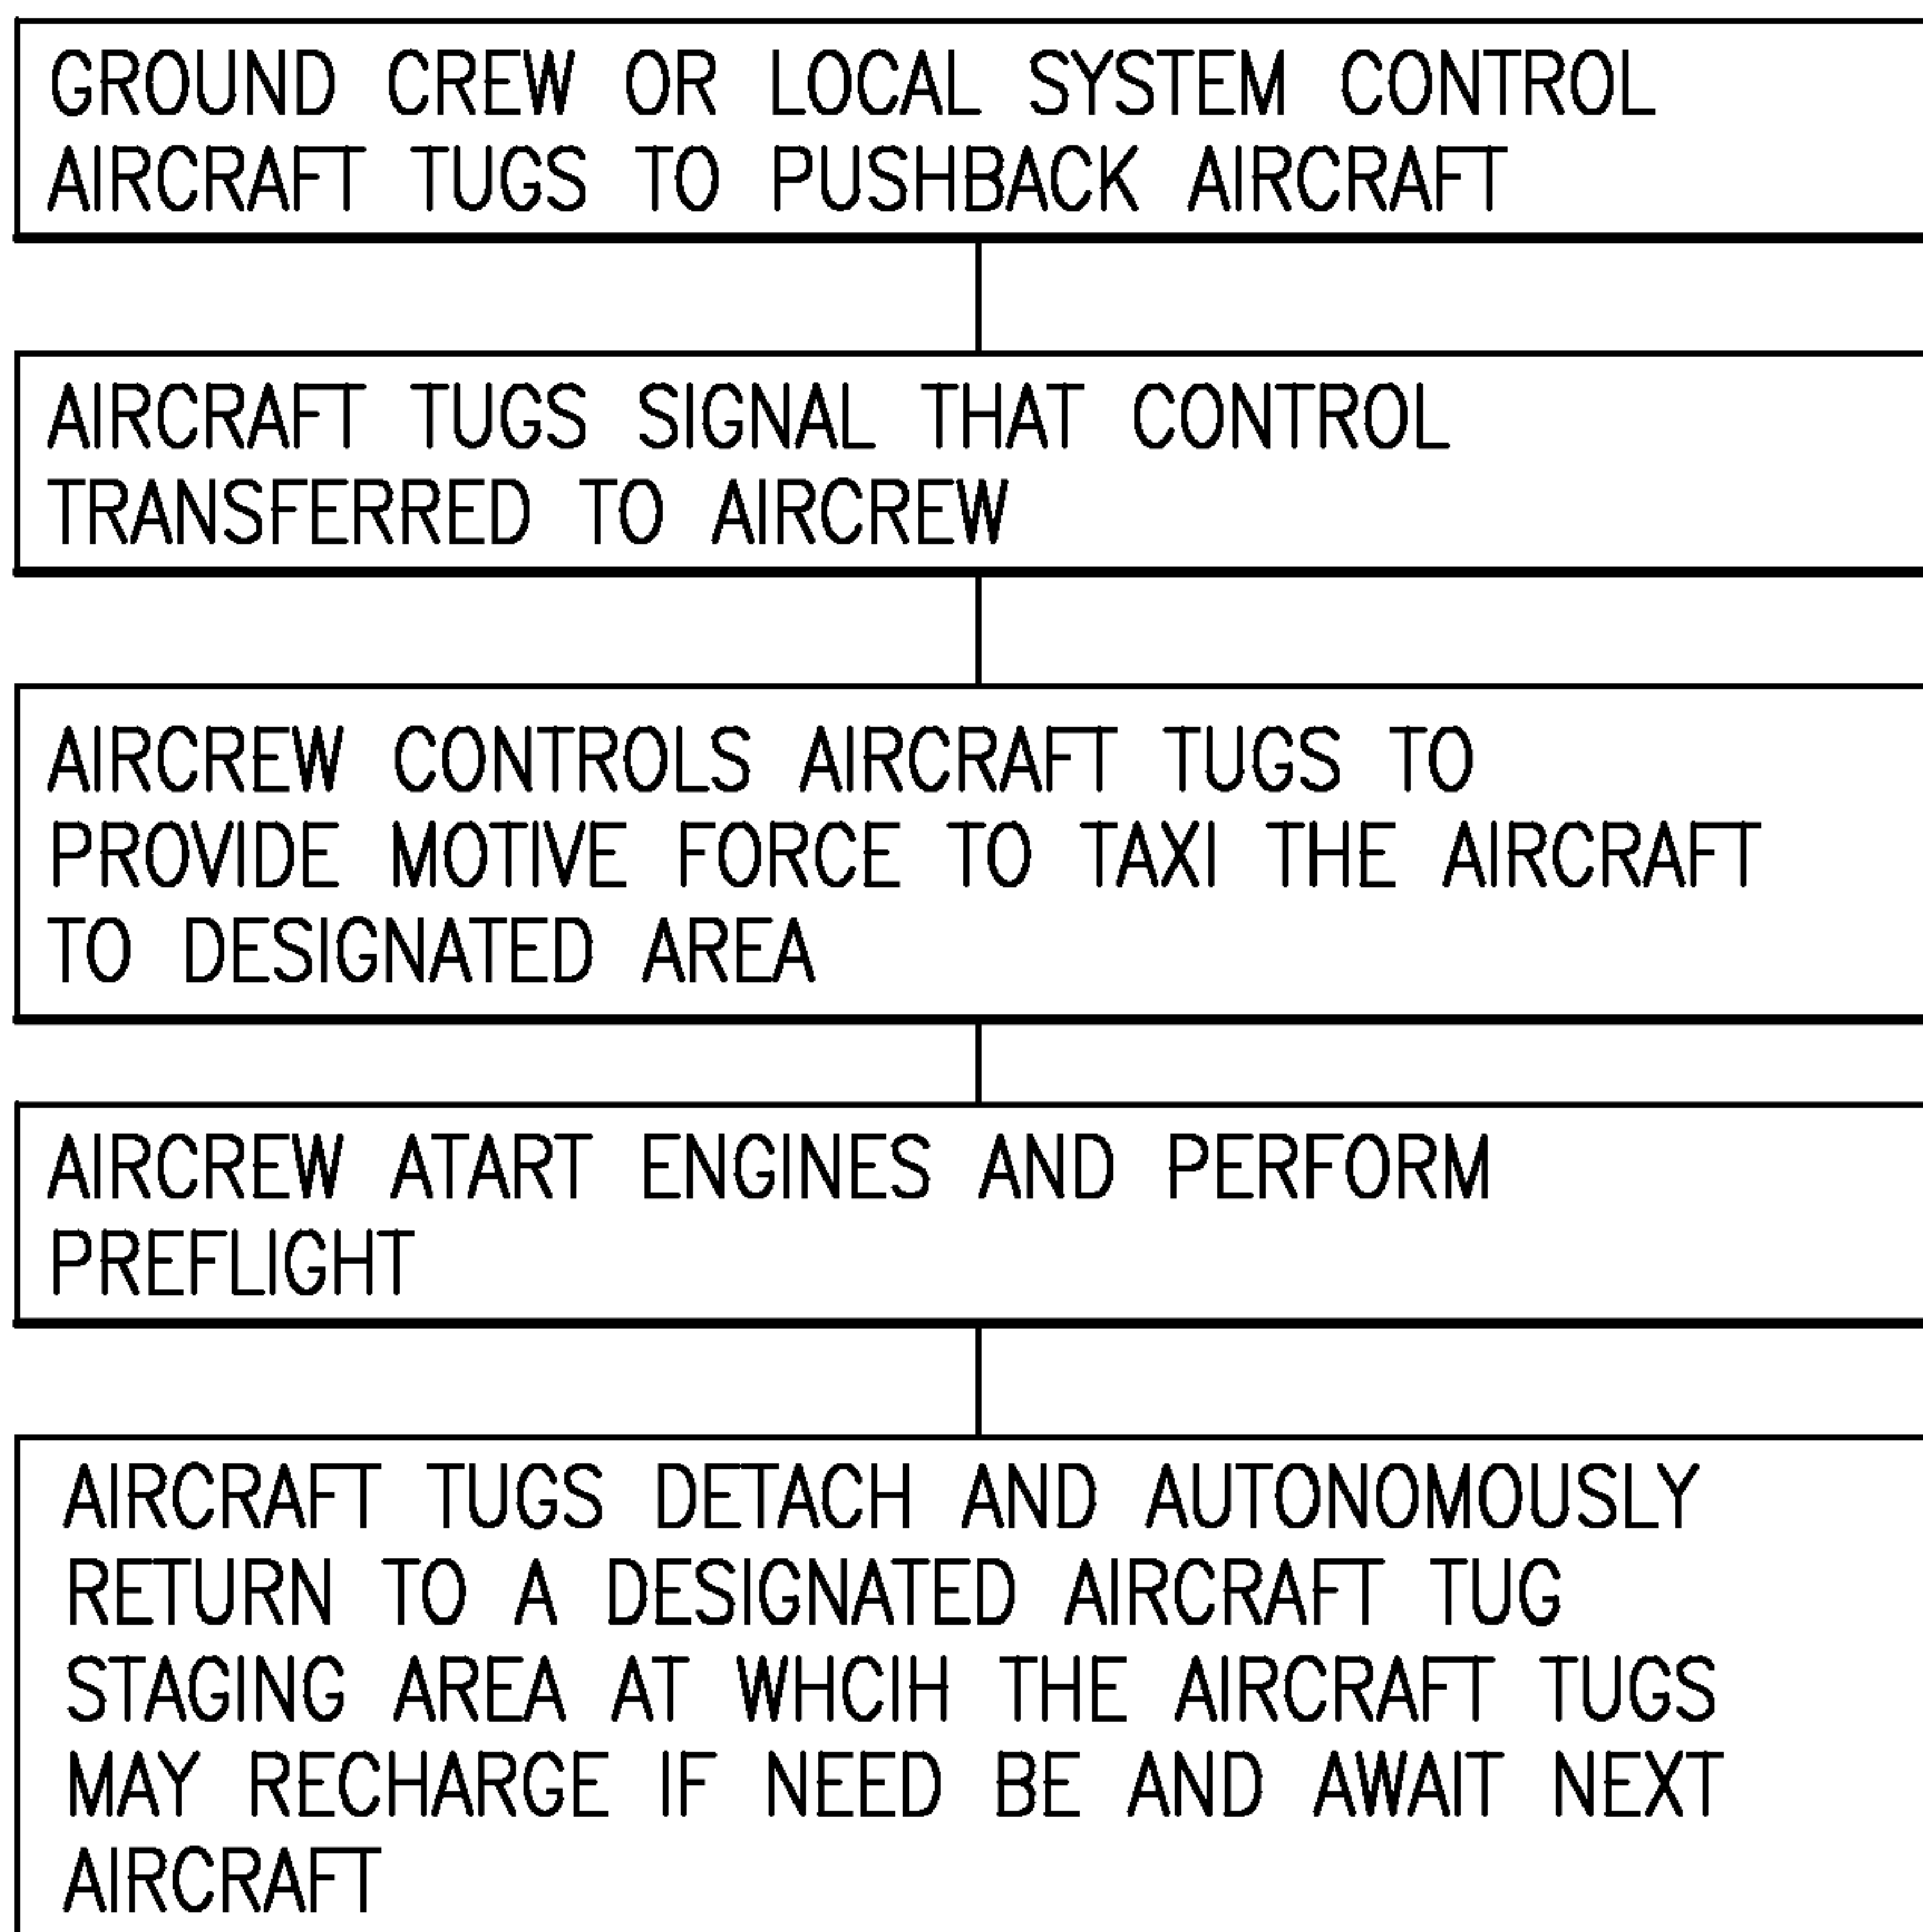 GROUND CREW OR LOCAL SYSTEM CONTROL
AIRCRAFT TUGS TO PUSHBACK AIRCRAFT
AIRCRAFT TUGS SIGNAL THAT CONTROL
TRANSFERRED TO AIRCREW
AIRCREW CONTROLS AIRCRAFT TUGS TO
PROVIDE MOTIVE FORCE TO TAXI THE AIRCRAFT
TO DESIGNATED AREA
AIRCREW ATART ENGINES AND PERFORM
PREFLIGHT
AIRCRAFT TUGS DETACH AND AUTONOMOUSLY
RETURN TO A DESIGNATED AIRCRAFT TUG
STAGING AREA AT WHCIH THE AIRCRAFT TUGS
MAY RECHARGE IF NEED BE AND AWAIT NEXT
AIRCRAFT